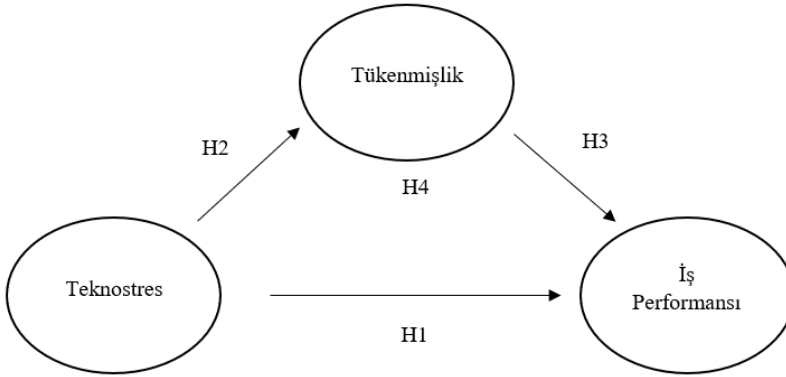 Tükenmişlik
H2
H3
H4
Teknostres
İş
Performansı
H1